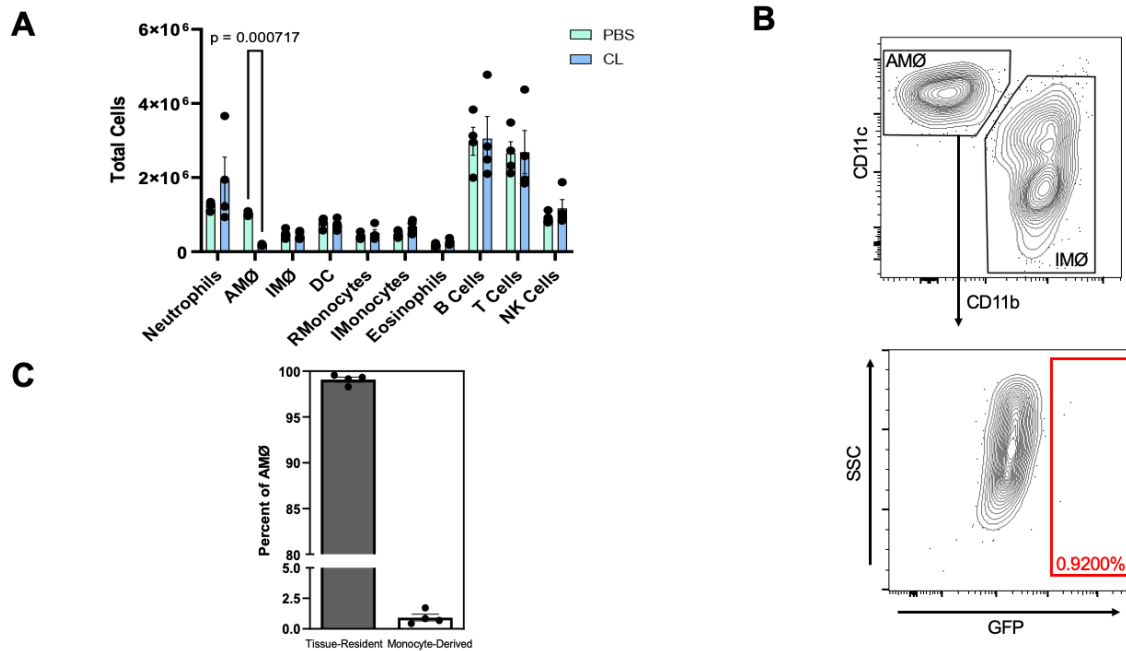 A
6×10⁶
4×10⁶
2×10⁶
0
Total Cells
p = 0.000717
PBS
CL
Neutrophils
AMØ
IMØ
DC
RMonocytes
IMonocytes
Eosinophils
B Cells
T Cells
NK Cells
B
AMØ
IMØ
CD11c
CD11b
SSC
0.9200%
GFP
C
100
95
90
85
80
5.0
2.5
0.0
Percent of AMØ
Tissue-Resident
Monocyte-Derived